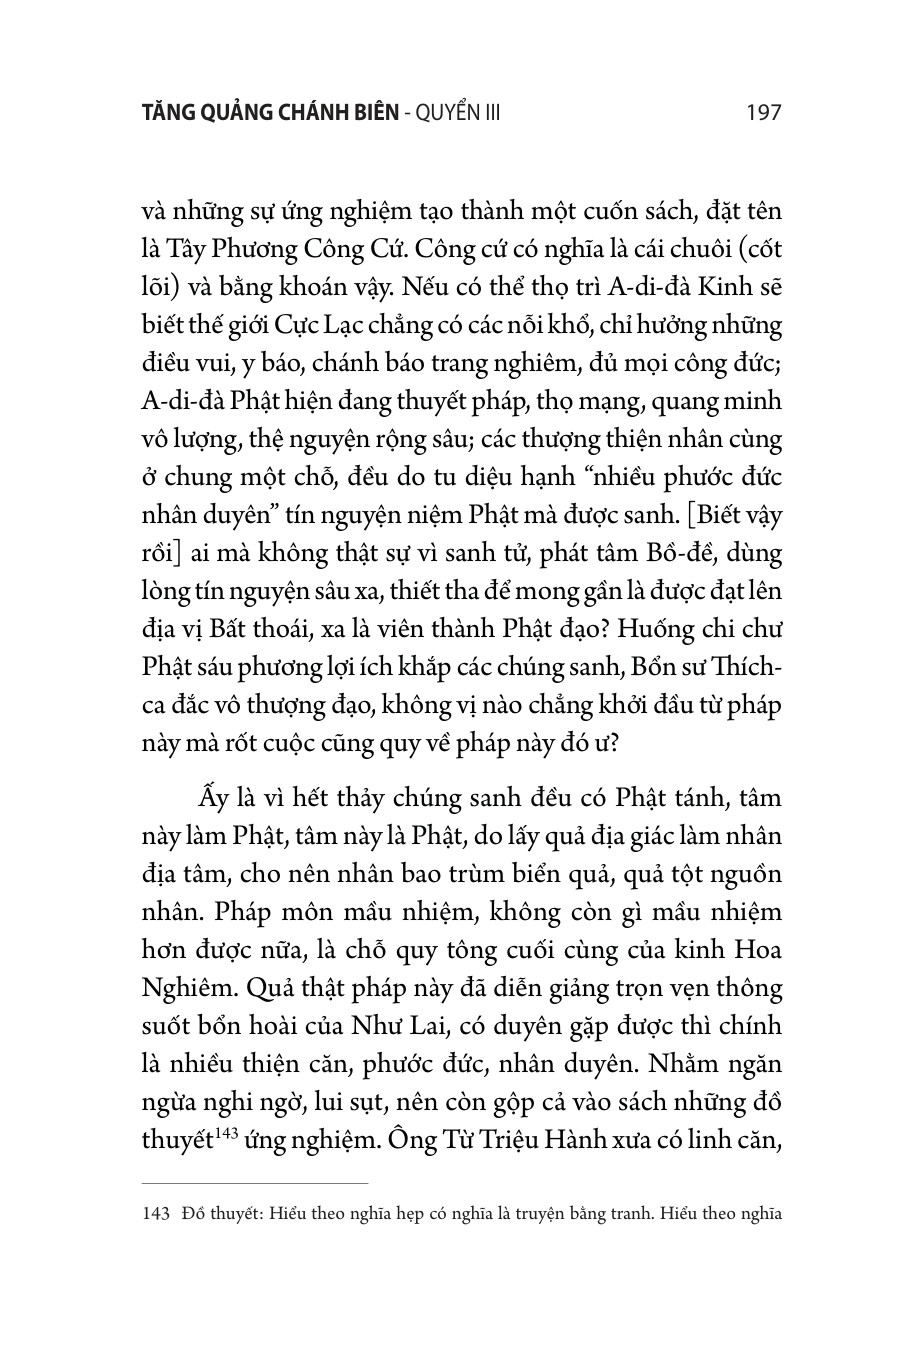 TĂNG QUẢNG CHÁNH BIÊN - QUYỂN III 197
và những sự ứng nghiệm tạo thành một cuốn sách, đặt tên
là Tây Phương Công Cứ. Công cứ có nghĩa là cái chuôi (cốt
lõi) và bằng khoán vậy. Nếu có thể thọ trì A-di-đà Kinh sẽ
biết thế giới Cực Lạc chẳng có các nỗi khổ, chỉ hưởng những
điều vui, y báo, chánh báo trang nghiêm, đủ mọi công đức;
A-di-đà Phật hiện đang thuyết pháp, thọ mạng, quang minh
vô lượng, thệ nguyện rộng sâu; các thượng thiện nhân cùng
ở chung một chỗ, đều do tu diệu hạnh “nhiều phước đức
nhân duyên” tín nguyện niệm Phật mà được sanh. [Biết vậy
rồi] ai mà không thật sự vì sanh tử, phát tâm Bồ-đề, dùng
lòng tín nguyện sâu xa, thiết tha để mong gần là được đạt lên
địa vị Bất thoái, xa là viên thành Phật đạo? Huống chi chư
Phật sáu phương lợi ích khắp các chúng sanh, Bổn sư Thích-
ca đắc vô thượng đạo, không vị nào chẳng khởi đầu từ pháp
này mà rốt cuộc cũng quy về pháp này đó ư?
Ấy là vì hết thảy chúng sanh đều có Phật tánh, tâm
này làm Phật, tâm này là Phật, do lấy quả địa giác làm nhân
địa tâm, cho nên nhân bao trùm biển quả, quả tột nguồn
nhân. Pháp môn mầu nhiệm, không còn gì mầu nhiệm
hơn được nữa, là chỗ quy tông cuối cùng của kinh Hoa
Nghiêm. Quả thật pháp này đã diễn giảng trọn vẹn thông
suốt bổn hoài của Như Lai, có duyên gặp được thì chính
là nhiều thiện căn, phước đức, nhân duyên. Nhằm ngăn
ngừa nghi ngờ, lui sụt, nên còn gộp cả vào sách những đồ
thuyết143 ứng nghiệm. Ông Từ Triệu Hành xưa có linh căn,
143 Đồ thuyết: Hiểu theo nghĩa hẹp có nghĩa là truyện bằng tranh. Hiểu theo nghĩa